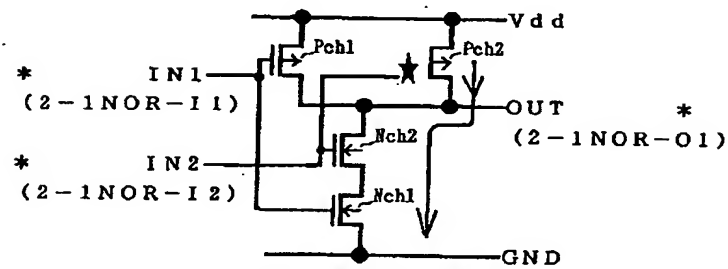 Vdd
Pch1
Pch2
* IN1
(2-1NOR-I1)
OUT *
(2-1NOR-O1)
Nch2
* IN2
(2-1NOR-I2)
Nch1
GND